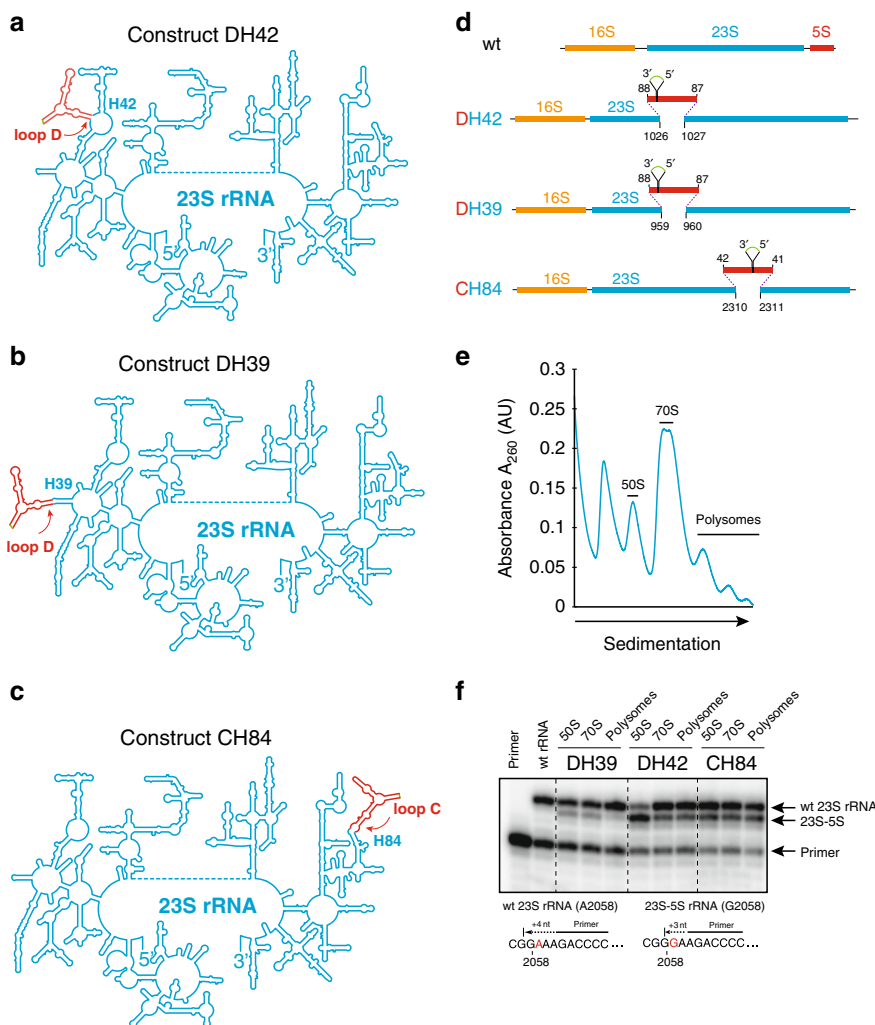 a
Construct DH42
H42
loop D
23S rRNA
5′
3′
b
Construct DH39
H39
loop D
23S rRNA
5′
3′
c
Construct CH84
loop C
H84
23S rRNA
5′
3′
d
wt
16S
23S
5S
DH42
16S
23S
3′
5′
88
87
1026
1027
DH39
16S
23S
3′
5′
88
87
959
960
CH84
16S
23S
3′
5′
42
41
2310
2311
e
Absorbance A260 (AU)
0.3
0.25
0.2
0.15
0.1
0.05
0
50S
70S
Polysomes
Sedimentation
f
Primer
wt rRNA
50S
70S
Polysomes
50S
70S
Polysomes
50S
70S
Polysomes
DH39
DH42
CH84
wt 23S rRNA
23S-5S
Primer
wt 23S rRNA (A2058)
23S-5S rRNA (G2058)
+4 nt
Primer
CGGAAAGACCCC ...
2058
+3 nt
Primer
CGGGAAGACCCC ...
2058